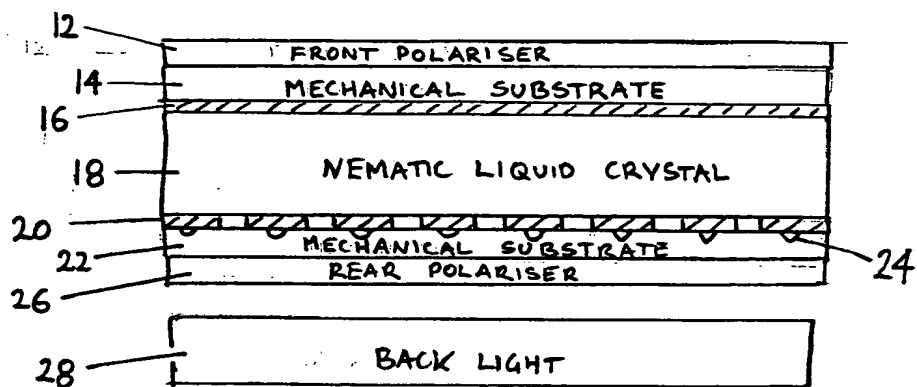 12
FRONT POLARISER
14
MECHANICAL SUBSTRATE
16
18
NEMATIC LIQUID CRYSTAL
20
22
MECHANICAL SUBSTRATE
24
26
REAR POLARISER
28
BACK LIGHT